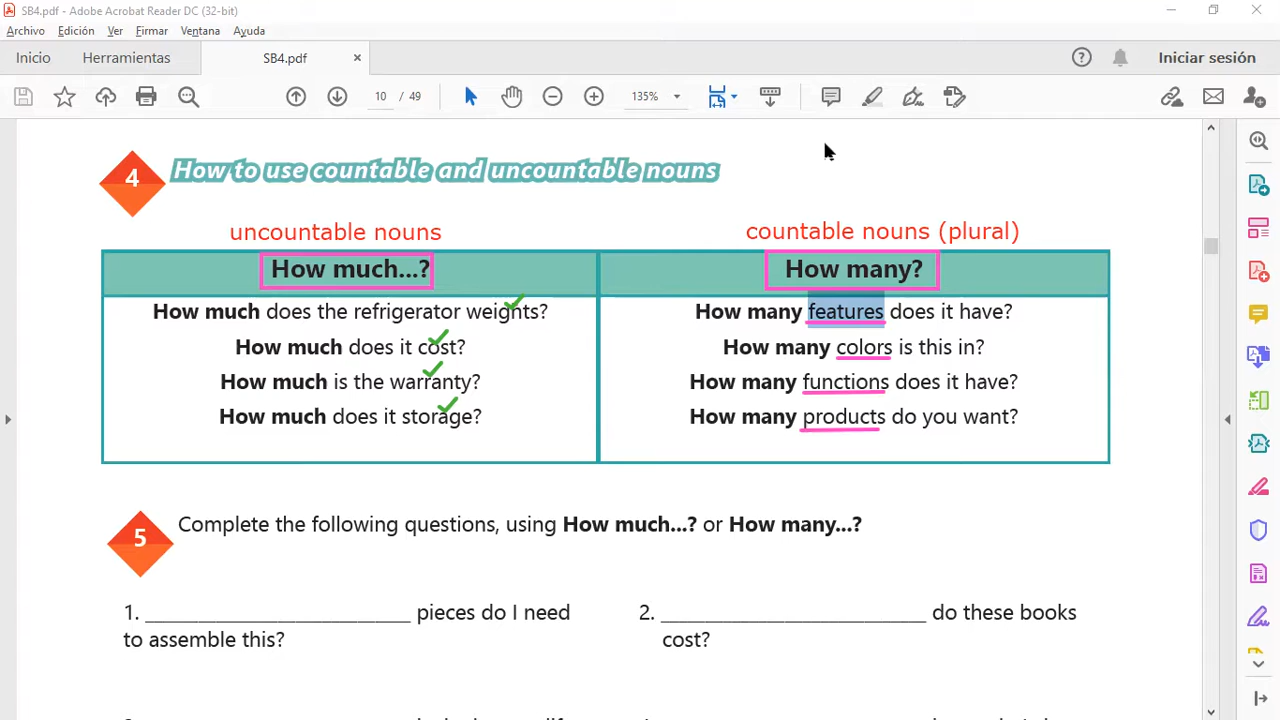 SB4.pdf - Adobe Acrobat Reader DC (32-bit)
Archivo Edición Ver Firmar Ventana Ayuda
Inicio Herramientas SB4.pdf × Iniciar sesión
10 / 49 135%
4 How to use countable and uncountable nouns
uncountable nouns
countable nouns (plural)
How much...?
How many?
How much does the refrigerator weights?
How much does it cost?
How much is the warranty?
How much does it storage?
How many features does it have?
How many colors is this in?
How many functions does it have?
How many products do you want?
5 Complete the following questions, using How much...? or How many...?
1. ________________________ pieces do I need
to assemble this?
2. ________________________ do these books
cost?